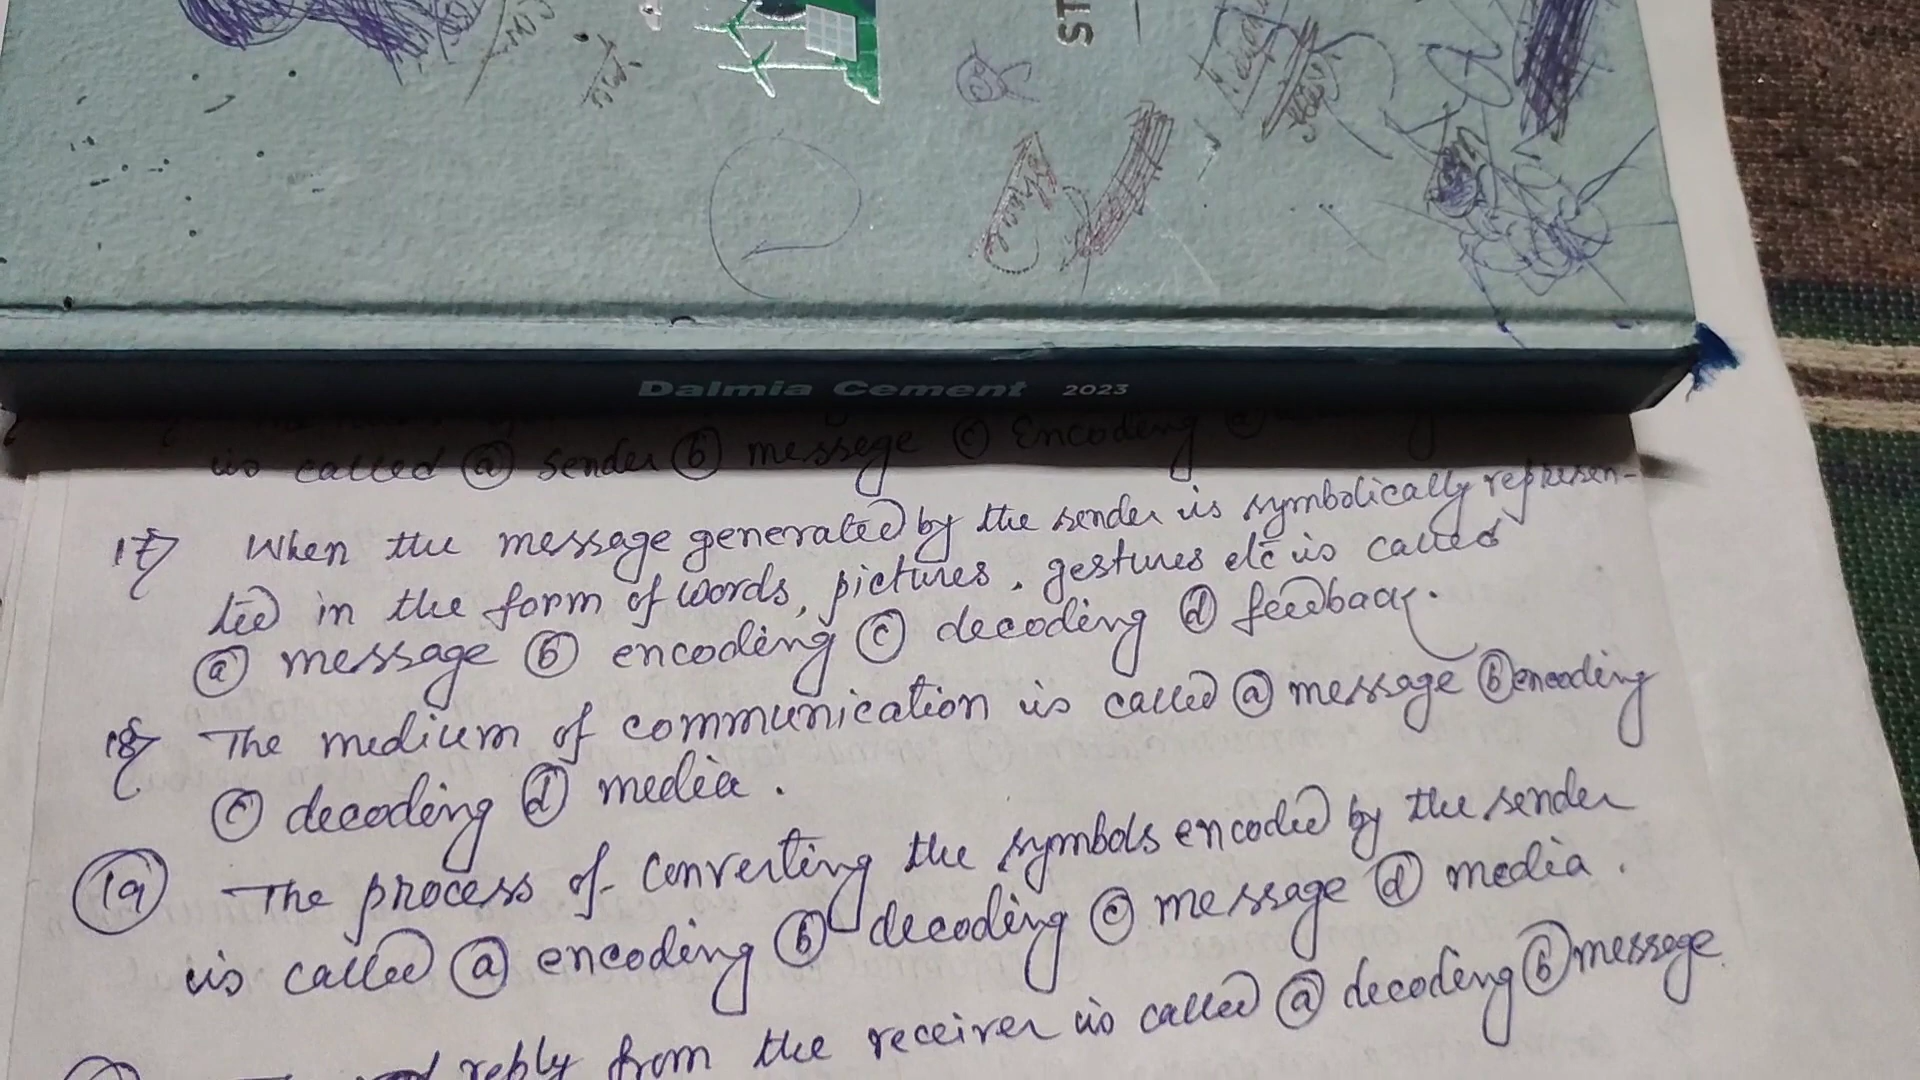 ST
Dalmia Cement 2023
is called ⓐ sender ⓑ messege ⓒ Encoding
17) When the message generated by the sender is symbolically represen-
ted in the form of words, pictures, gestures etc is called
ⓐ message ⓑ encoding ⓒ decoding ⓓ feedback.
18) The medium of communication is called ⓐ message ⓑ encoding
ⓒ decoding ⓓ media.
19 The process of converting the symbols encoded by the sender
is called ⓐ encoding ⓑ decoding ⓒ message ⓓ media.
reply from the receiver is called ⓐ decoding ⓑ message